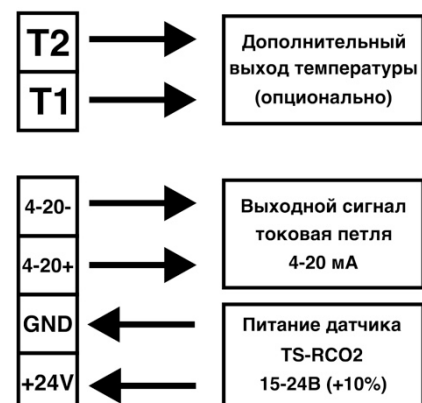 T2
T1
Дополнительный
выход температуры
(опционально)
4-20-
4-20+
GND
+24V
Выходной сигнал
токовая петля
4-20 мА
Питание датчика
TS-RCO2
15-24В (+10%)